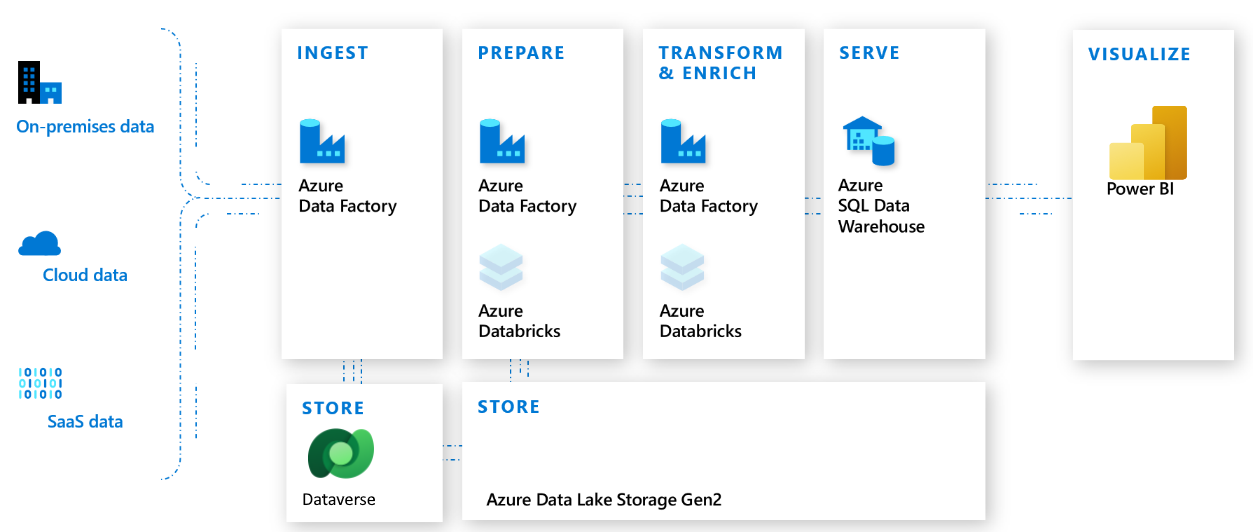 On-premises data
Cloud data
SaaS data
INGEST
Azure
Data Factory
PREPARE
Azure
Data Factory
Azure
Databricks
TRANSFORM
& ENRICH
Azure
Data Factory
Azure
Databricks
SERVE
Azure
SQL Data
Warehouse
VISUALIZE
Power BI
STORE
Dataverse
STORE
Azure Data Lake Storage Gen2